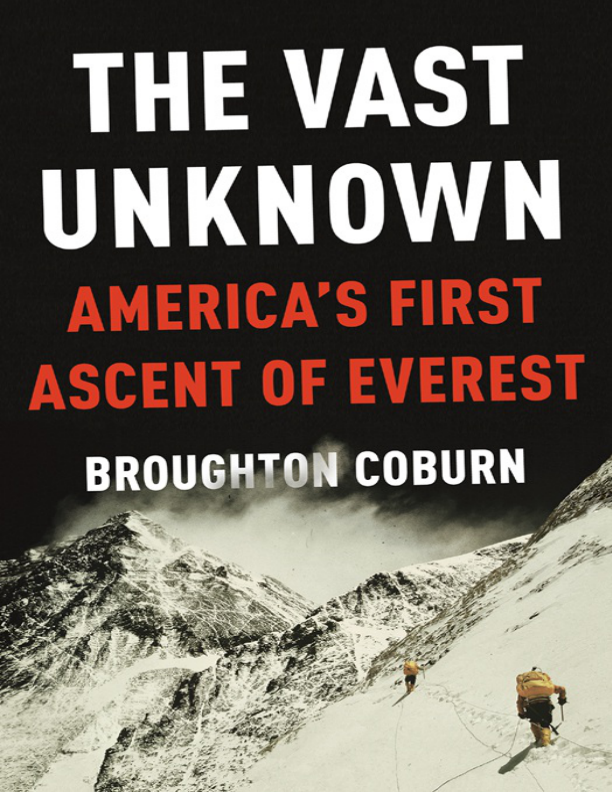 THE VAST
UNKNOWN
AMERICA'S FIRST
ASCENT OF EVEREST
BROUGHTON COBURN